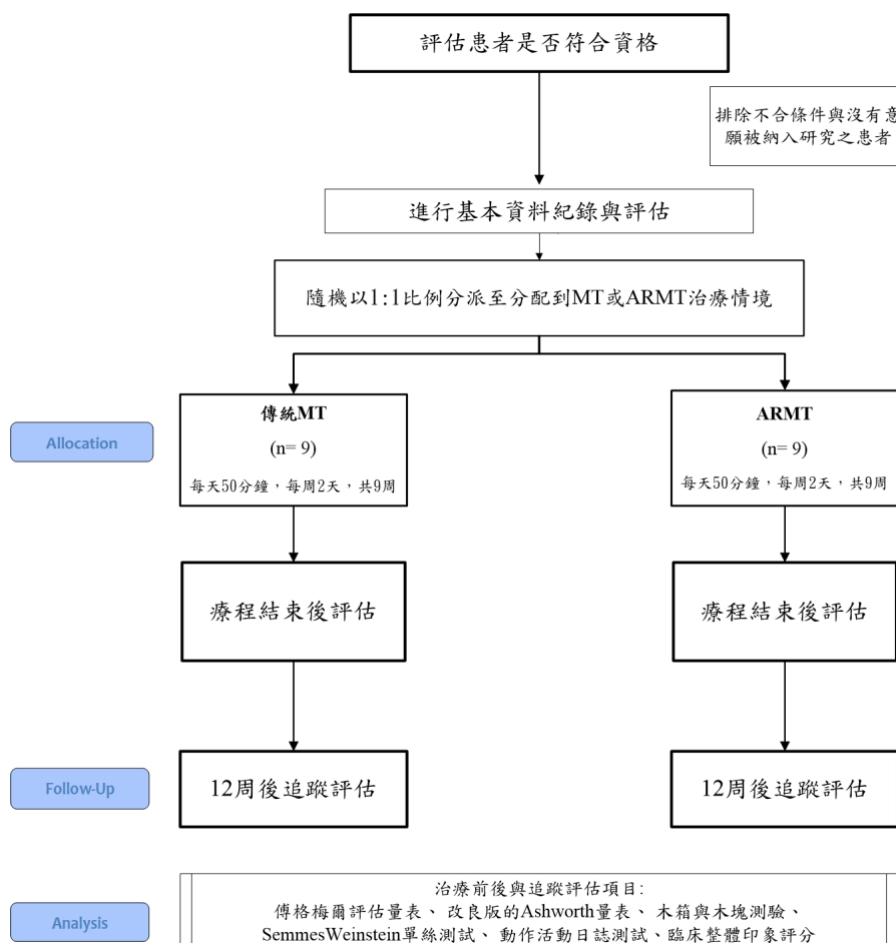 評估患者是否符合資格
排除不合條件與沒有意
願被納入研究之患者
進行基本資料紀錄與評估
隨機以1:1比例分派至分配到MT或ARMT治療情境
Allocation
傳統MT
(n= 9)
每天50分鐘，每周2天，共9周
ARMT
(n= 9)
每天50分鐘，每周2天，共9周
療程結束後評估
療程結束後評估
Follow-Up
12周後追蹤評估
12周後追蹤評估
Analysis
治療前後與追蹤評估項目:
傅格梅爾評估量表、 改良版的Ashworth量表、 木箱與木塊測驗、
SemmesWeinstein單絲測試、 動作活動日誌測試、臨床整體印象評分